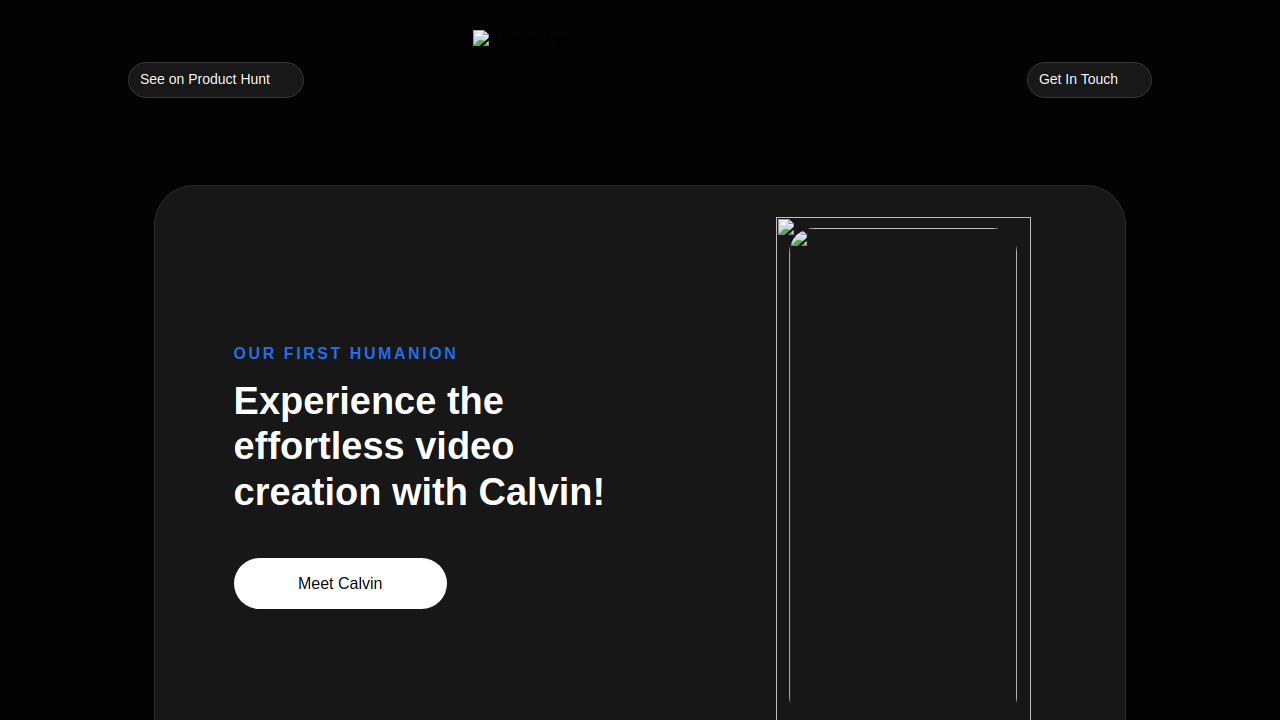 See on Product Hunt
Get In Touch
OUR FIRST HUMANION
Experience the
effortless video
creation with Calvin!
Meet Calvin